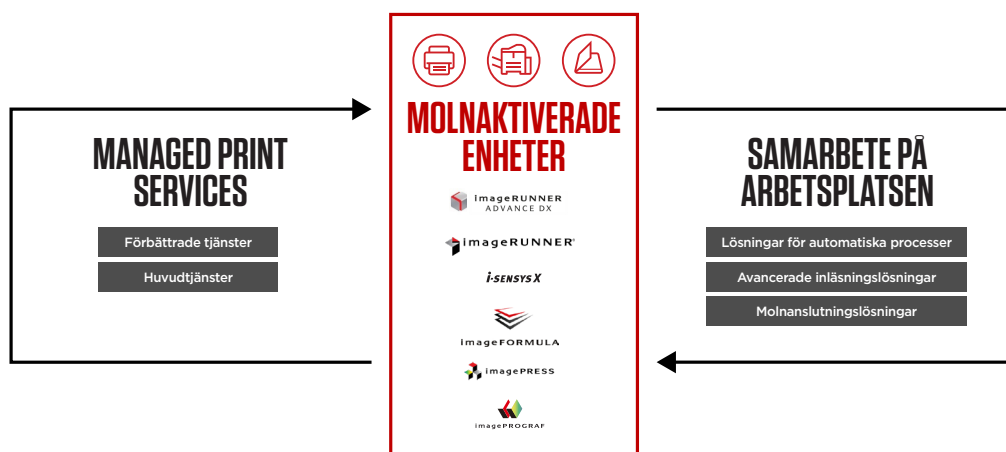 MANAGED PRINT
SERVICES
Förbättrade tjänster
Huvudtjänster
MOLNAKTIVERADE
ENHETER
imageRUNNER
ADVANCE DX
imageRUNNER®
i-SENSYS X
imageFORMULA
imagePRESS
imagePROGRAF
SAMARBETE PÅ
ARBETSPLATSEN
Lösningar för automatiska processer
Avancerade inläsningslösningar
Molnanslutningslösningar